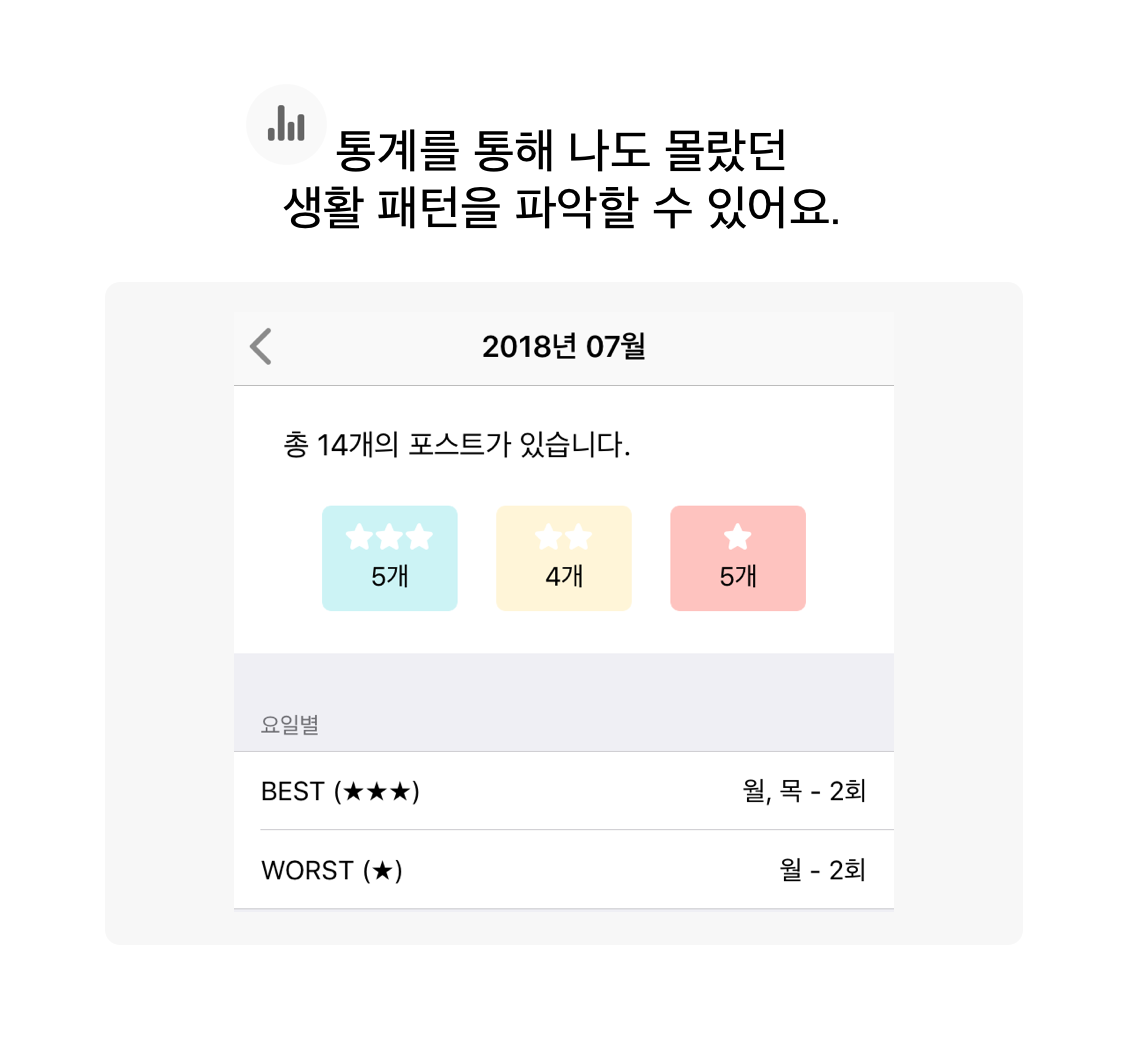 통계를 통해 나도 몰랐던
생활 패턴을 파악할 수 있어요.
2018년 07월
총 14개의 포스트가 있습니다.
★★★ ★★ ★
5개 4개 5개
요일별
BEST (★★★) 월, 목 - 2회
WORST (★) 월 - 2회